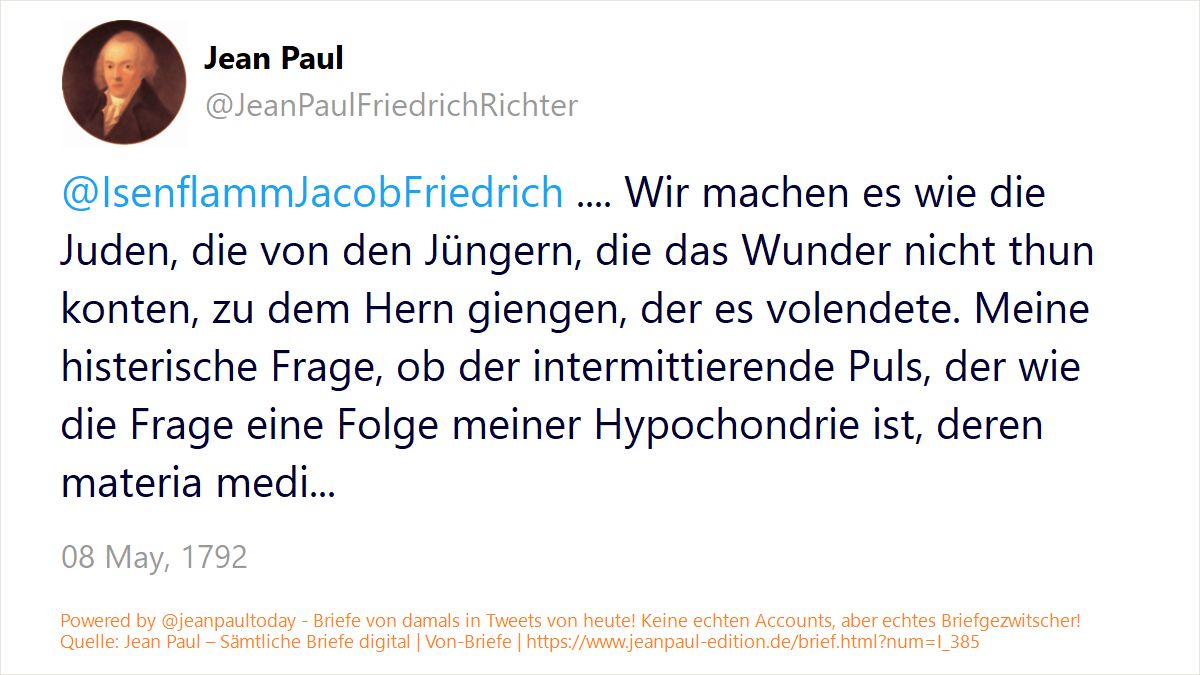 Jean Paul
@JeanPaulFriedrichRichter
@IsenflammJacobFriedrich .... Wir machen es wie die
Juden, die von den Jüngern, die das Wunder nicht thun
konten, zu dem Hern giengen, der es volendete. Meine
histerische Frage, ob der intermittierende Puls, der wie
die Frage eine Folge meiner Hypochondrie ist, deren
materia medi...
08 May, 1792
Powered by @jeanpaultoday - Briefe von damals in Tweets von heute! Keine echten Accounts, aber echtes Briefgezwitscher!
Quelle: Jean Paul – Sämtliche Briefe digital | Von-Briefe | https://www.jeanpaul-edition.de/brief.html?num=I_385